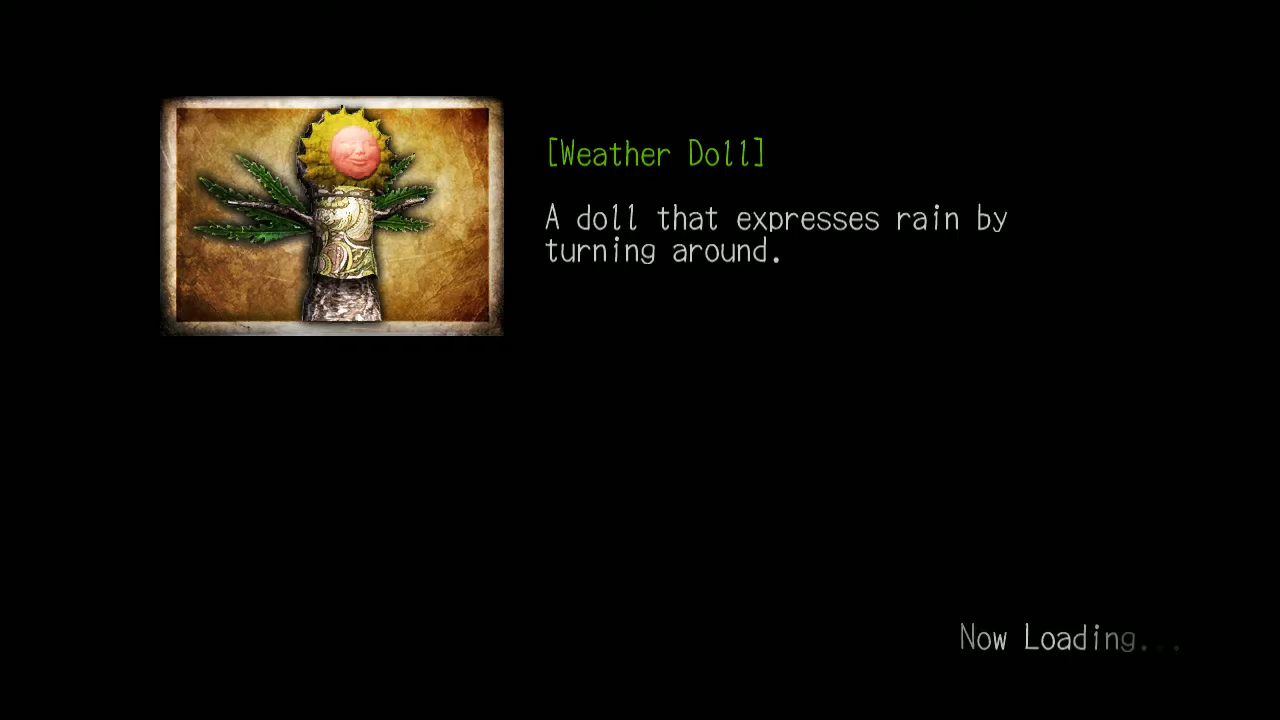 [Weather Doll]
A doll that expresses rain by
turning around.
Now Loading...